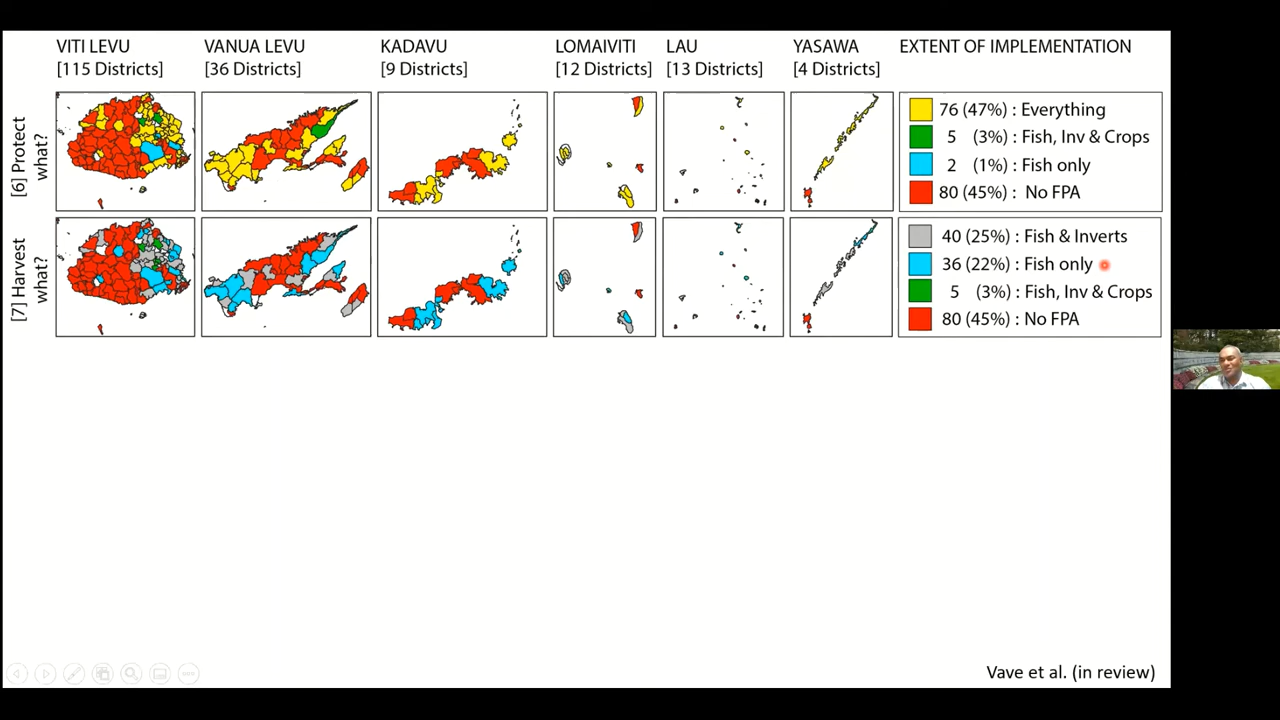 VITI LEVU
[115 Districts]
VANUA LEVU
[36 Districts]
KADAVU
[9 Districts]
LOMAIVITI
[12 Districts]
LAU
[13 Districts]
YASAWA
[4 Districts]
EXTENT OF IMPLEMENTATION
[6] Protect
what?
76 (47%) : Everything
5 (3%) : Fish, Inv & Crops
2 (1%) : Fish only
80 (45%) : No FPA
[7] Harvest
what?
40 (25%) : Fish & Inverts
36 (22%) : Fish only
5 (3%) : Fish, Inv & Crops
80 (45%) : No FPA
Vave et al. (in review)